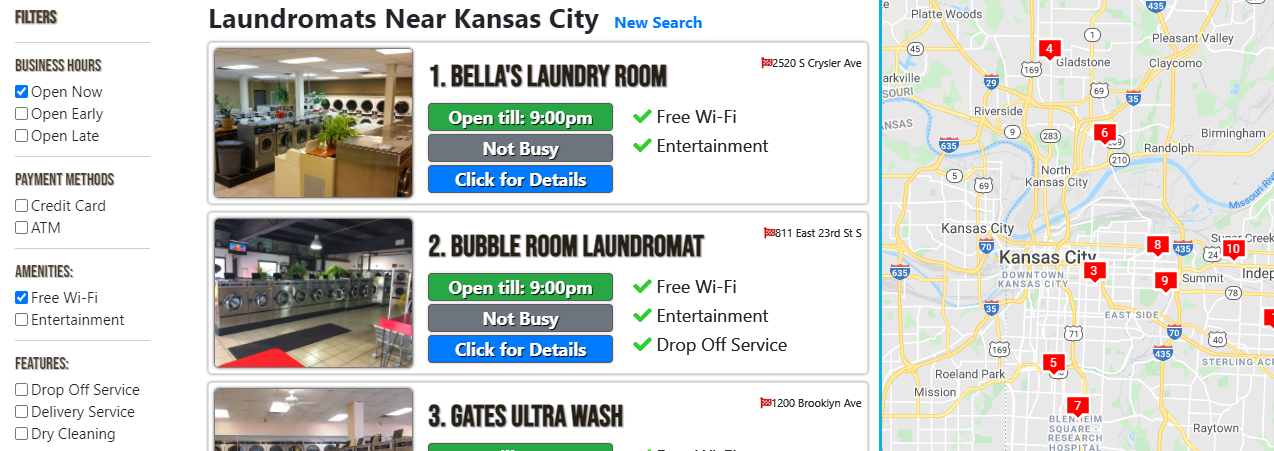 FILTERS
BUSINESS HOURS
Open Now
Open Early
Open Late
PAYMENT METHODS
Credit Card
ATM
AMENITIES:
Free Wi-Fi
Entertainment
FEATURES:
Drop Off Service
Delivery Service
Dry Cleaning
Laundromats Near Kansas City New Search
1. BELLA'S LAUNDRY ROOM
2520 S Crysler Ave
Open till: 9:00pm
Free Wi-Fi
Not Busy
Entertainment
Click for Details
2. BUBBLE ROOM LAUNDROMAT
811 East 23rd St S
Open till: 9:00pm
Free Wi-Fi
Not Busy
Entertainment
Click for Details
Drop Off Service
3. GATES ULTRA WASH
1200 Brooklyn Ave
Platte Woods
435
Pleasant Valley
45
1
4
Gladstone
Claycomo
169
29
69
35
Riverside
9
283
6
Birmingham
635
210
Randolph
5
69
North
Kansas City
Missouri Riv
Kansas City
70
8
435
Sugar Creek
10
24
Kansas City
635
DOWNTOWN
KANSAS CITY
3
9
Summit
Indep
78
35
EAST SIDE
71
70
40
169
435
STERLING ACR
5
Roeland Park
Mission
7
BLENHEIM
SQUARE -
RESEARCH
HOSPITAL
Raytown